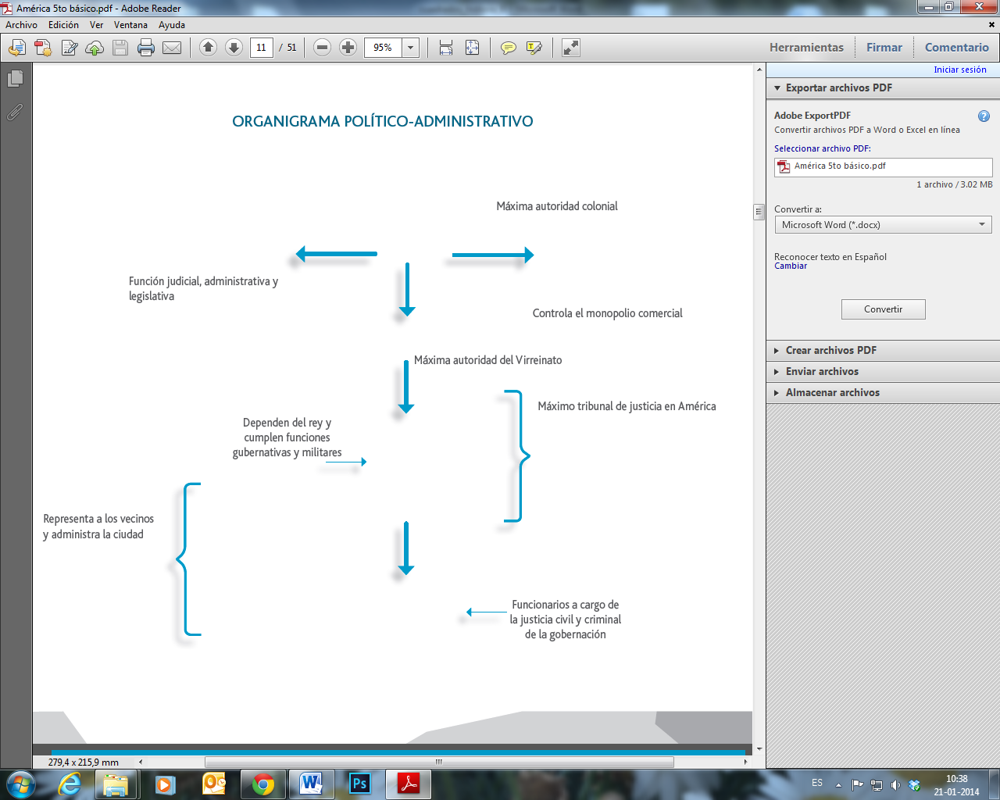 América 5to básico.pdf - Adobe Reader
Archivo Edición Ver Ventana Ayuda
11 / 51 95% Herramientas Firmar Comentario
Iniciar sesión
Exportar archivos PDF
Adobe ExportPDF
Convertir archivos PDF a Word o Excel en línea
Seleccionar archivo PDF:
América 5to básico.pdf
1 archivo / 3.02 MB
Convertir a:
Microsoft Word (*.docx)
Reconocer texto en Español
Cambiar
Convertir
Crear archivos PDF
Enviar archivos
Almacenar archivos
ORGANIGRAMA POLÍTICO-ADMINISTRATIVO
Máxima autoridad colonial
Función judicial, administrativa y
legislativa
Controla el monopolio comercial
Máxima autoridad del Virreinato
Máximo tribunal de justicia en América
Dependen del rey y
cumplen funciones
gubernativas y militares
Representa a los vecinos
y administra la ciudad
Funcionarios a cargo de
la justicia civil y criminal
de la gobernación
279,4 x 215,9 mm
ES
10:38
21-01-2014